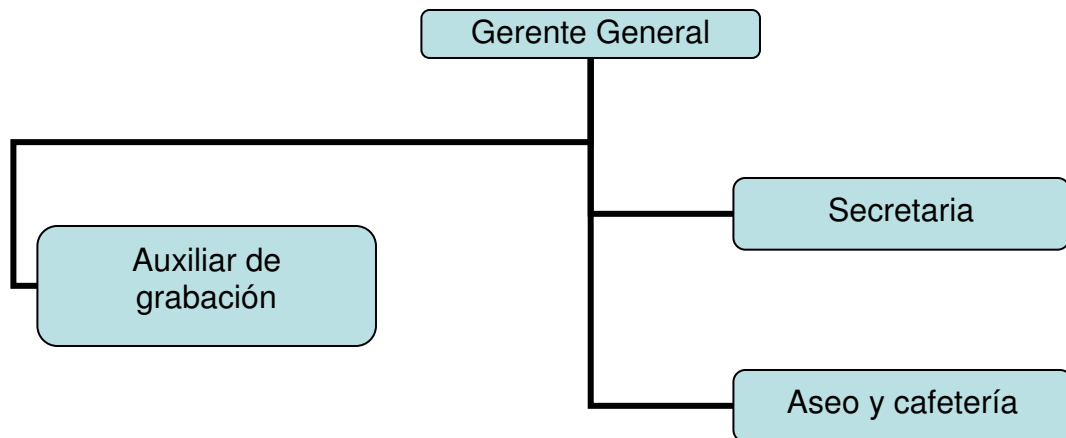 Gerente General
Secretaria
Auxiliar de
grabación
Aseo y cafetería